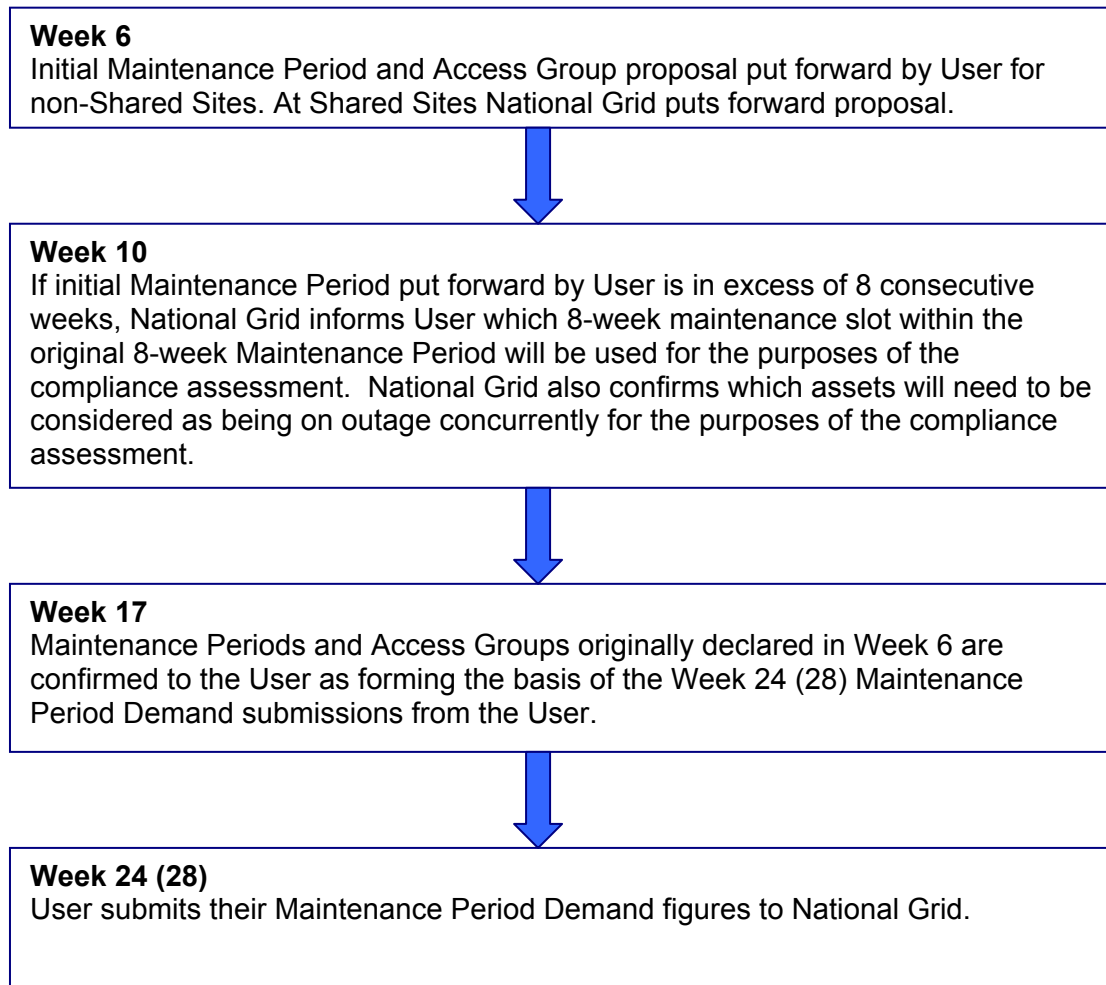 Week 6
Initial Maintenance Period and Access Group proposal put forward by User for
non-Shared Sites. At Shared Sites National Grid puts forward proposal.
Week 10
If initial Maintenance Period put forward by User is in excess of 8 consecutive
weeks, National Grid informs User which 8-week maintenance slot within the
original 8-week Maintenance Period will be used for the purposes of the
compliance assessment.  National Grid also confirms which assets will need to be
considered as being on outage concurrently for the purposes of the compliance
assessment.
Week 17
Maintenance Periods and Access Groups originally declared in Week 6 are
confirmed to the User as forming the basis of the Week 24 (28) Maintenance
Period Demand submissions from the User.
Week 24 (28)
User submits their Maintenance Period Demand figures to National Grid.